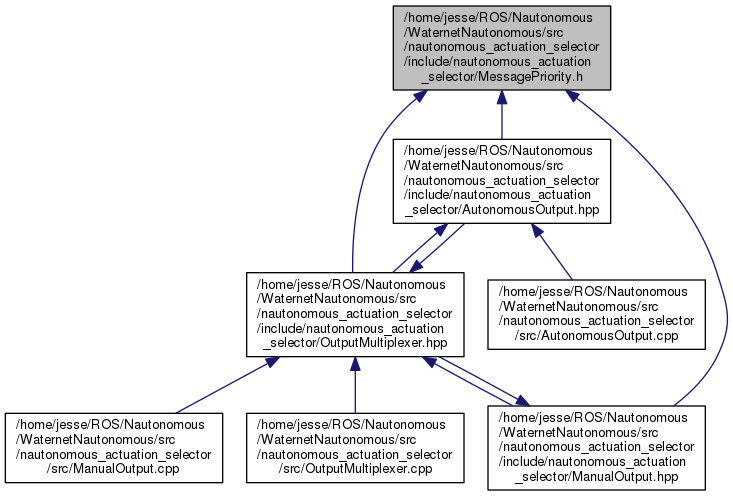 /home/jesse/ROS/Nautonomous
/WaternetNautonomous/src
/nautonomous_actuation_selector
/include/nautonomous_actuation
_selector/MessagePriority.h
/home/jesse/ROS/Nautonomous
/WaternetNautonomous/src
/nautonomous_actuation_selector
/include/nautonomous_actuation
_selector/AutonomousOutput.hpp
/home/jesse/ROS/Nautonomous
/WaternetNautonomous/src
/nautonomous_actuation_selector
/include/nautonomous_actuation
_selector/OutputMultiplexer.hpp
/home/jesse/ROS/Nautonomous
/WaternetNautonomous/src
/nautonomous_actuation_selector
/src/AutonomousOutput.cpp
/home/jesse/ROS/Nautonomous
/WaternetNautonomous/src
/nautonomous_actuation_selector
/src/ManualOutput.cpp
/home/jesse/ROS/Nautonomous
/WaternetNautonomous/src
/nautonomous_actuation_selector
/src/OutputMultiplexer.cpp
/home/jesse/ROS/Nautonomous
/WaternetNautonomous/src
/nautonomous_actuation_selector
/include/nautonomous_actuation
_selector/ManualOutput.hpp